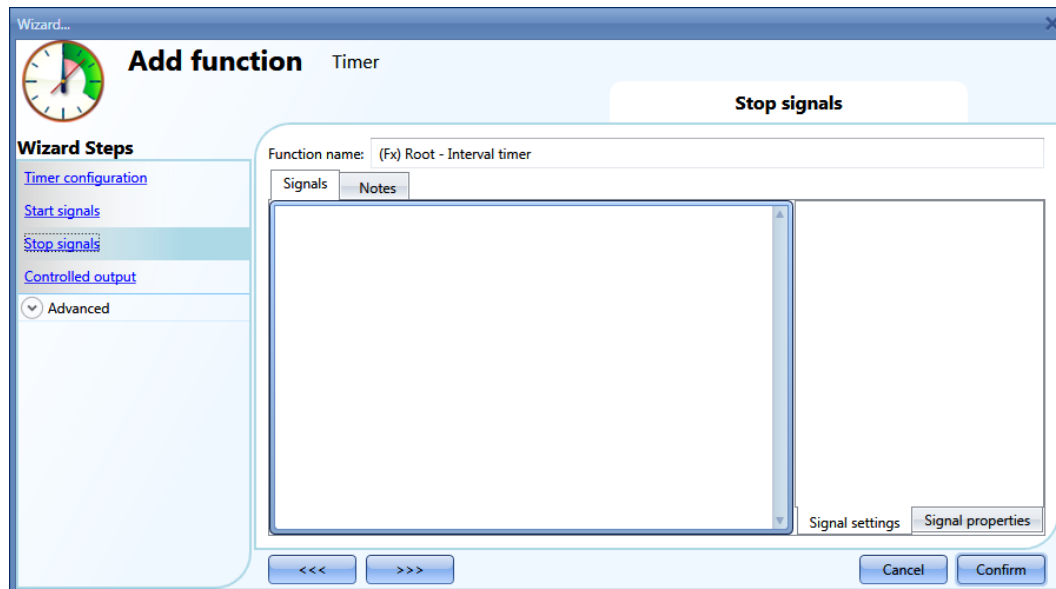 Wizard...
Add function Timer
Stop signals
Wizard Steps
Timer configuration
Start signals
Stop signals
Controlled output
Advanced
Function name: (Fx) Root - Interval timer
Signals Notes
Signal settings Signal properties
<<< >>> Cancel Confirm